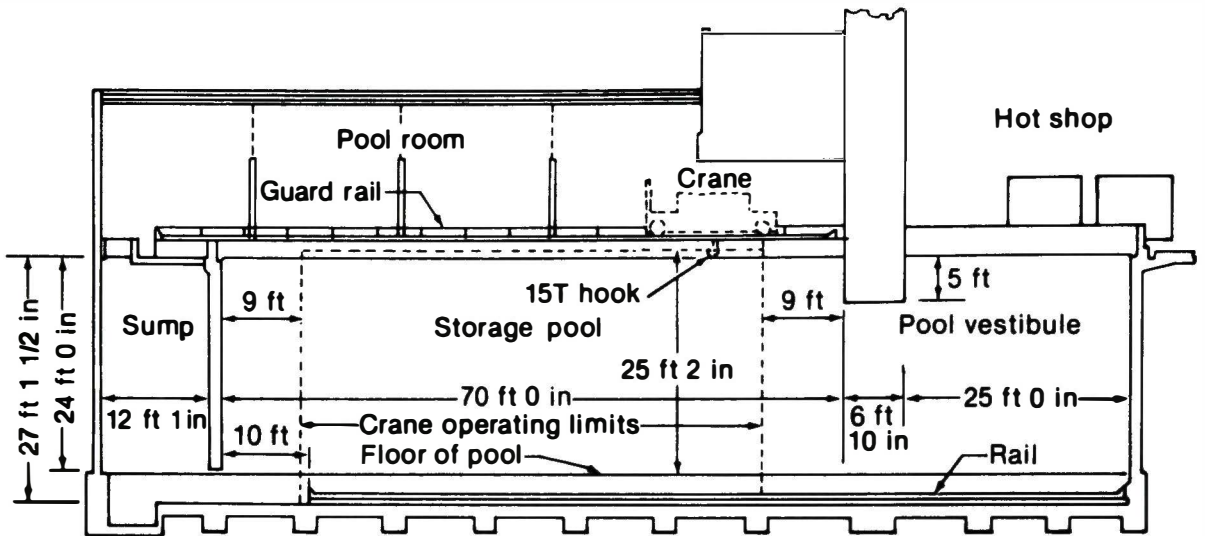 Hot shop
Pool room
Crane
Guard rail
15T hook
5 ft
9 ft
9 ft
Sump
Storage pool
Pool vestibule
27 ft 1 1/2 in
24 ft 0 in
25 ft 2 in
12 ft 1 in
70 ft 0 in
6 ft
10 in
25 ft 0 in
Crane operating limits
10 ft
Floor of pool
Rail